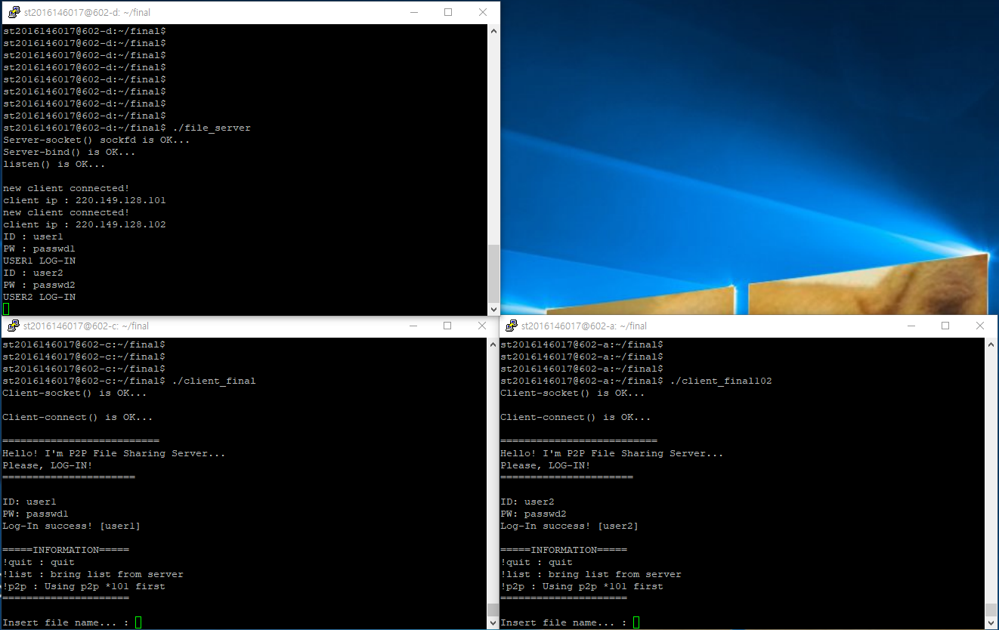 st2016146017@602-d: ~/final
st2016146017@602-d:~/final$
st2016146017@602-d:~/final$
st2016146017@602-d:~/final$
st2016146017@602-d:~/final$
st2016146017@602-d:~/final$
st2016146017@602-d:~/final$
st2016146017@602-d:~/final$
st2016146017@602-d:~/final$
st2016146017@602-d:~/final$ ./file_server
Server-socket() sockfd is OK...
Server-bind() is OK...
listen() is OK...
new client connected!
client ip : 220.149.128.101
new client connected!
client ip : 220.149.128.102
ID : user1
PW : passwd1
USER1 LOG-IN
ID : user2
PW : passwd2
USER2 LOG-IN
st2016146017@602-c: ~/final
st2016146017@602-c:~/final$
st2016146017@602-c:~/final$
st2016146017@602-c:~/final$
st2016146017@602-c:~/final$ ./client_final
Client-socket() is OK...
Client-connect() is OK...
==========================
Hello! I'm P2P File Sharing Server...
Please, LOG-IN!
======================
ID: user1
PW: passwd1
Log-In success! [user1]
=====INFORMATION=====
!quit : quit
!list : bring list from server
!p2p : Using p2p *101 first
=====================
Insert file name... :
st2016146017@602-a: ~/final
st2016146017@602-a:~/final$
st2016146017@602-a:~/final$
st2016146017@602-a:~/final$
st2016146017@602-a:~/final$ ./client_final102
Client-socket() is OK...
Client-connect() is OK...
==========================
Hello! I'm P2P File Sharing Server...
Please, LOG-IN!
======================
ID: user2
PW: passwd2
Log-In success! [user2]
=====INFORMATION=====
!quit : quit
!list : bring list from server
!p2p : Using p2p *101 first
=====================
Insert file name... :